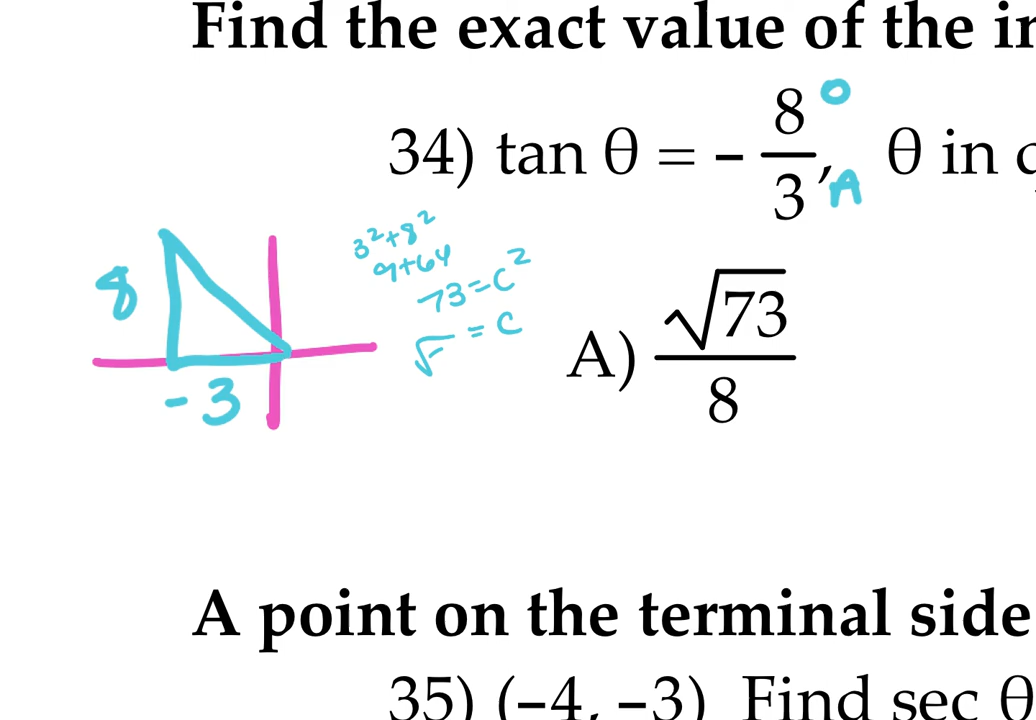 Find the exact value of the
34) tan θ = - 8/3, θ in
O
A
8
-3
3²+8²
9+64
73=C²
√ = C
A) √73/8
A point on the terminal side
35) (-4, -3) Find sec θ